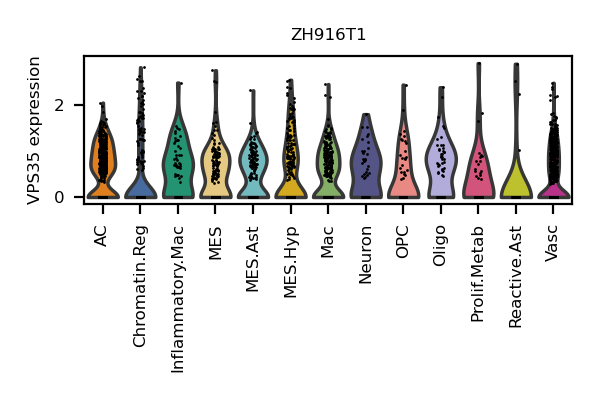 ZH916T1
VPS35 expression
2
0
AC
Chromatin.Reg
Inflammatory.Mac
MES
MES.Ast
MES.Hyp
Mac
Neuron
OPC
Oligo
Prolif.Metab
Reactive.Ast
Vasc